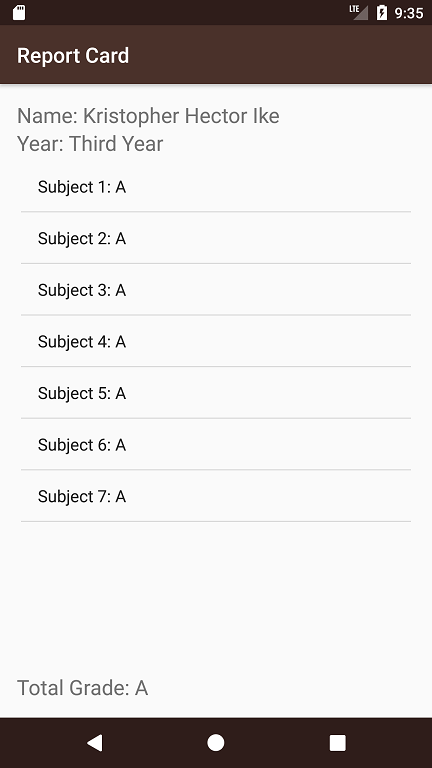 LTE 9:35
Report Card
Name: Kristopher Hector Ike
Year: Third Year
Subject 1: A
Subject 2: A
Subject 3: A
Subject 4: A
Subject 5: A
Subject 6: A
Subject 7: A
Total Grade: A